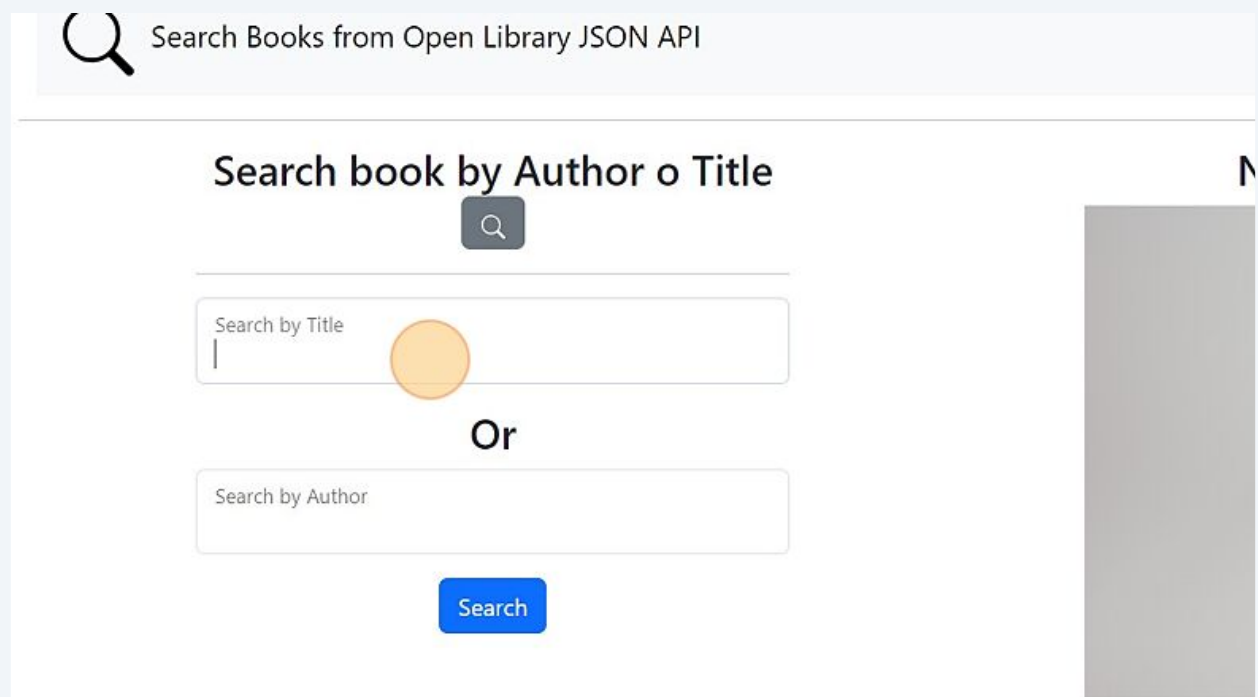 Search Books from Open Library JSON API
Search book by Author o Title
Search by Title
Or
Search by Author
Search